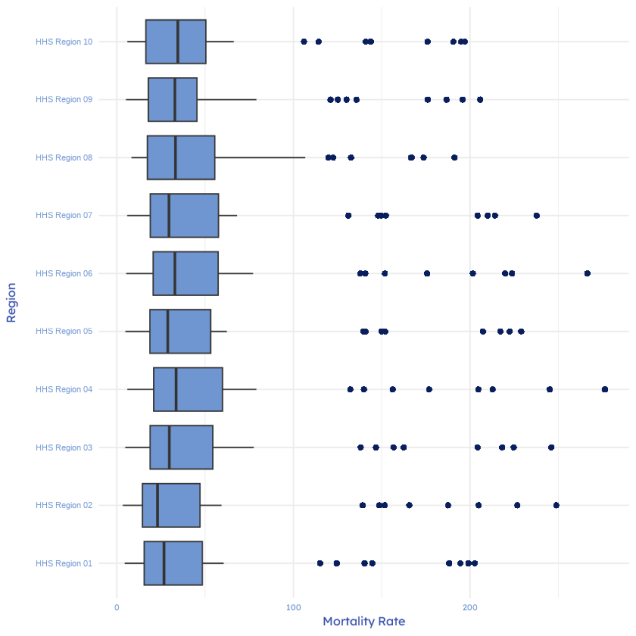 HHS Region 10
HHS Region 09
HHS Region 08
HHS Region 07
HHS Region 06
HHS Region 05
HHS Region 04
HHS Region 03
HHS Region 02
HHS Region 01
Region
0 100 200
Mortality Rate